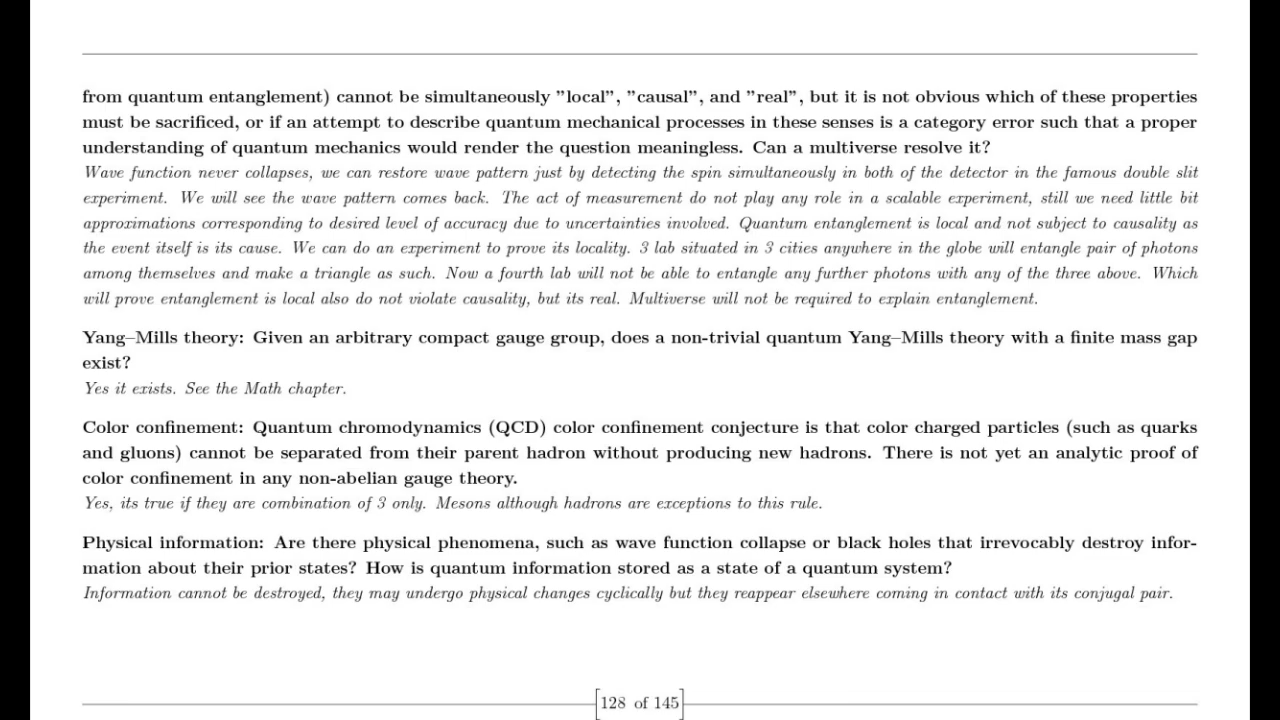 from quantum entanglement) cannot be simultaneously ”local”, ”causal”, and ”real”, but it is not obvious which of these properties
must be sacrificed, or if an attempt to describe quantum mechanical processes in these senses is a category error such that a proper
understanding of quantum mechanics would render the question meaningless. Can a multiverse resolve it?
Wave function never collapses, we can restore wave pattern just by detecting the spin simultaneously in both of the detector in the famous double slit
experiment. We will see the wave pattern comes back. The act of measurement do not play any role in a scalable experiment, still we need little bit
approximations corresponding to desired level of accuracy due to uncertainties involved. Quantum entanglement is local and not subject to causality as
the event itself is its cause. We can do an experiment to prove its locality. 3 lab situated in 3 cities anywhere in the globe will entangle pair of photons
among themselves and make a triangle as such. Now a fourth lab will not be able to entangle any further photons with any of the three above. Which
will prove entanglement is local also do not violate causality, but its real. Multiverse will not be required to explain entanglement.
Yang–Mills theory: Given an arbitrary compact gauge group, does a non-trivial quantum Yang–Mills theory with a finite mass gap
exist?
Yes it exists. See the Math chapter.
Color confinement: Quantum chromodynamics (QCD) color confinement conjecture is that color charged particles (such as quarks
and gluons) cannot be separated from their parent hadron without producing new hadrons. There is not yet an analytic proof of
color confinement in any non-abelian gauge theory.
Yes, its true if they are combination of 3 only. Mesons although hadrons are exceptions to this rule.
Physical information: Are there physical phenomena, such as wave function collapse or black holes that irrevocably destroy infor-
mation about their prior states? How is quantum information stored as a state of a quantum system?
Information cannot be destroyed, they may undergo physical changes cyclically but they reappear elsewhere coming in contact with its conjugal pair.
[128 of 145]